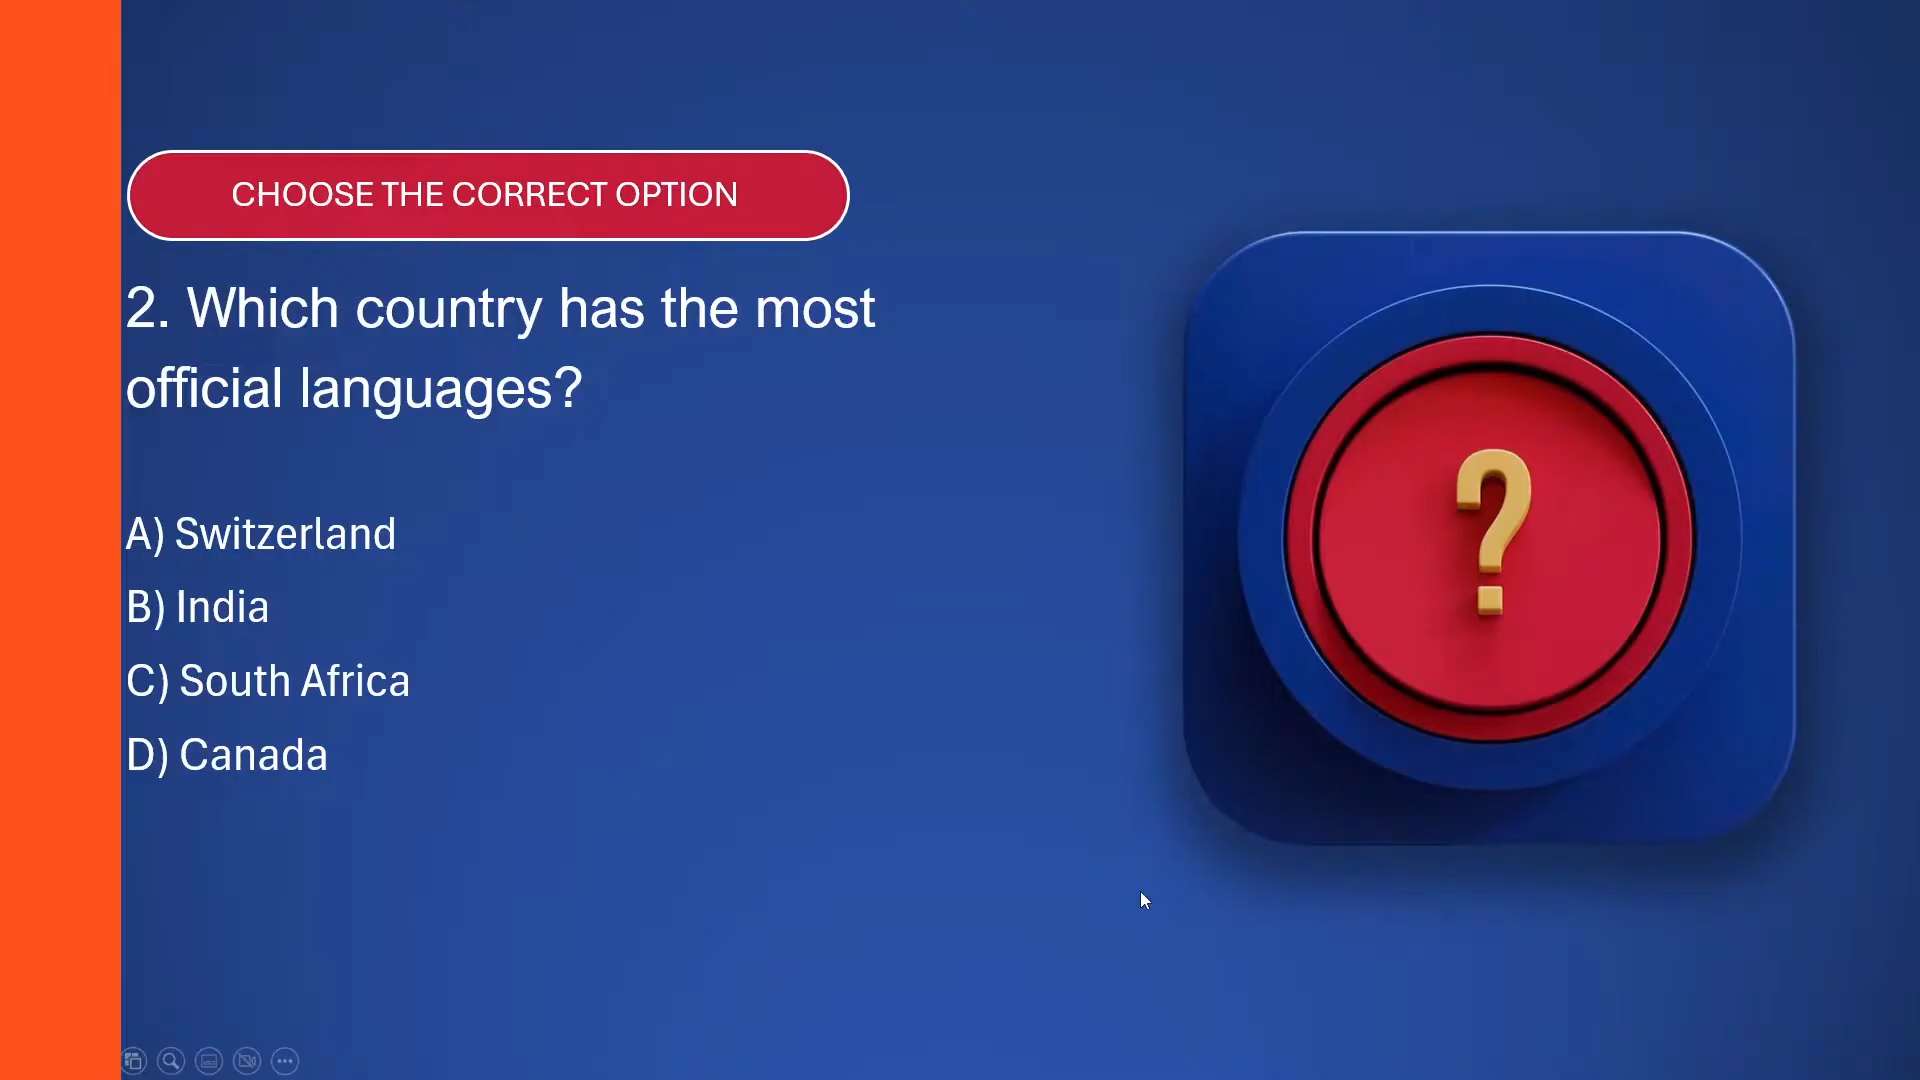 CHOOSE THE CORRECT OPTION
2. Which country has the most
official languages?
A) Switzerland
B) India
C) South Africa
D) Canada
?